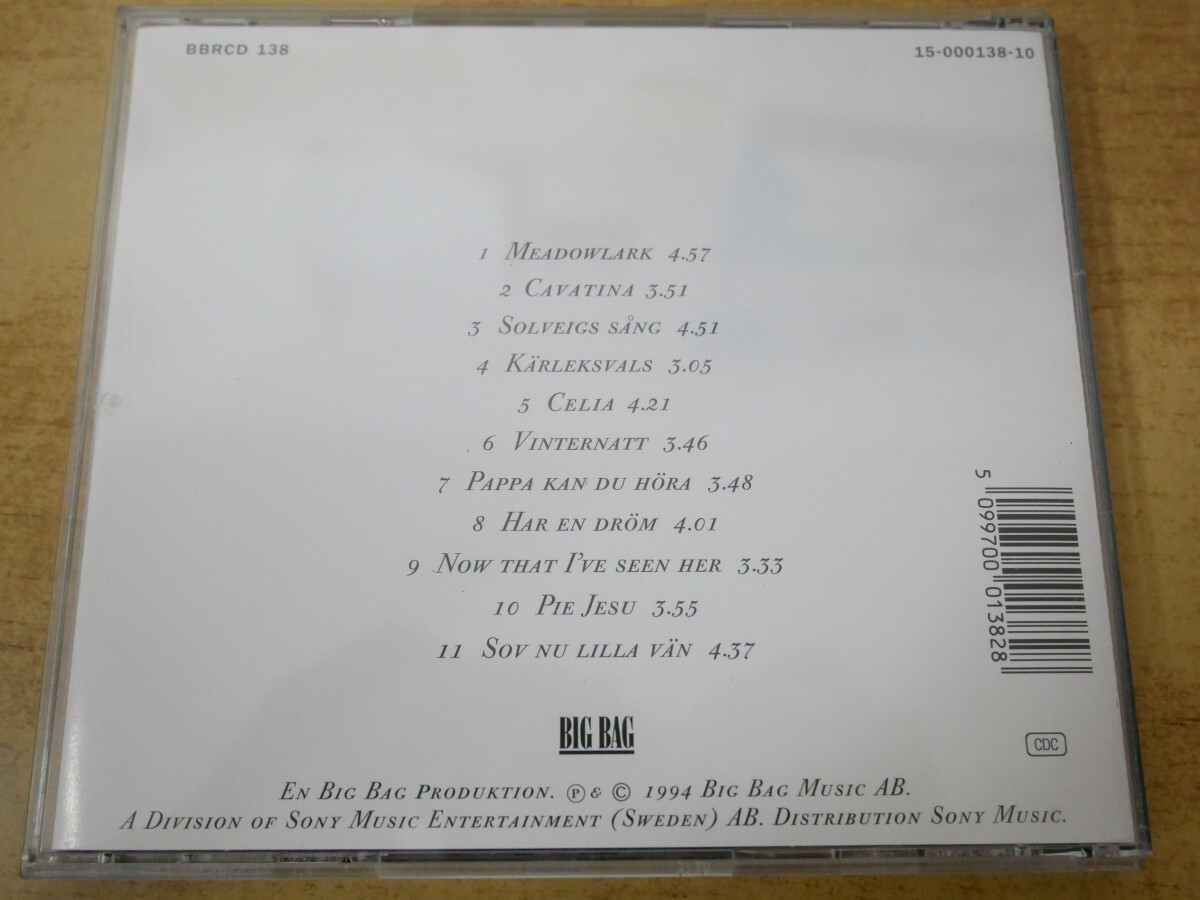 BBRCD 138
15-000138-10
1 MEADOWLARK 4.57
2 CAVATINA 3.51
3 SOLVEIGS SÅNG 4.51
4 KÄRLEKSVALS 3.05
5 CELIA 4.21
6 VINTERNATT 3.46
7 PAPPA KAN DU HÖRA 3.48
8 HAR EN DRÖM 4.01
9 NOW THAT I'VE SEEN HER 3.33
10 PIE JESU 3.55
11 SOV NU LILLA VÄN 4.37
5 099700 013828
BIG BAG
CDC
EN BIG BAG PRODUKTION. ℗ & © 1994 BIG BAG MUSIC AB.
A DIVISION OF SONY MUSIC ENTERTAINMENT (SWEDEN) AB. DISTRIBUTION SONY MUSIC.